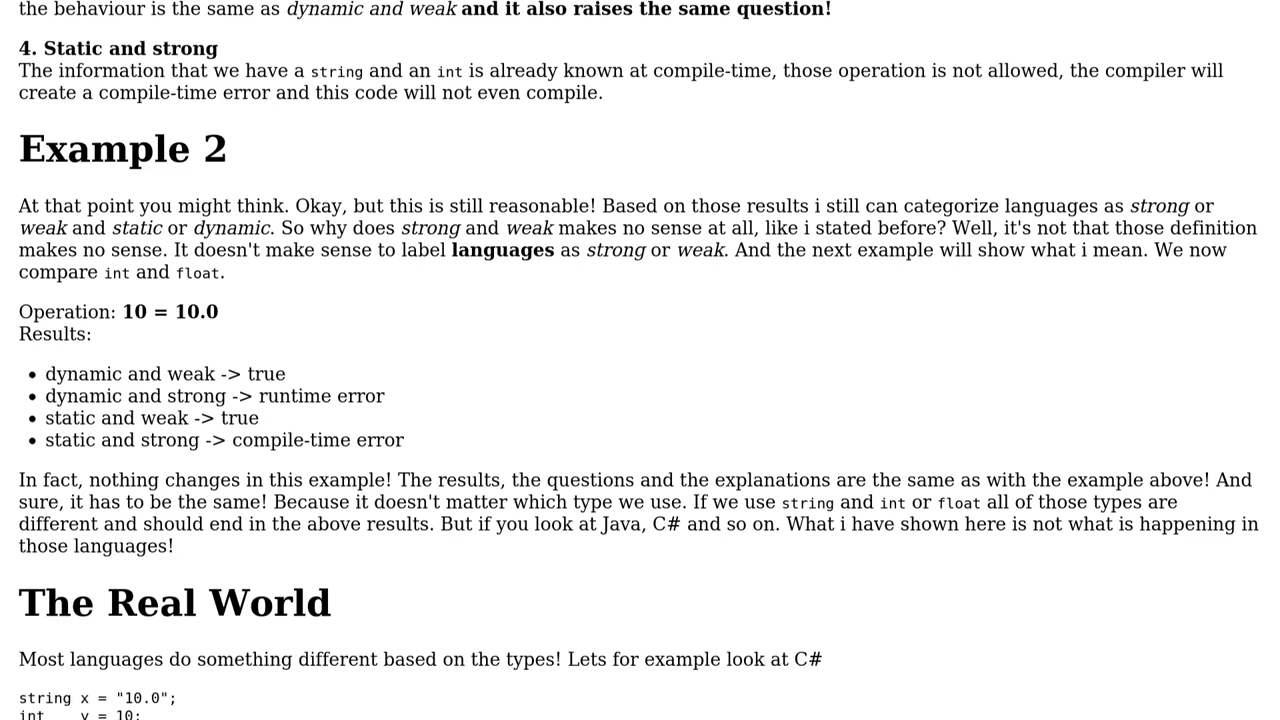 the behaviour is the same as dynamic and weak and it also raises the same question!
4. Static and strong
The information that we have a string and an int is already known at compile-time, those operation is not allowed, the compiler will
create a compile-time error and this code will not even compile.
Example 2
At that point you might think. Okay, but this is still reasonable! Based on those results i still can categorize languages as strong or
weak and static or dynamic. So why does strong and weak makes no sense at all, like i stated before? Well, it's not that those definition
makes no sense. It doesn't make sense to label languages as strong or weak. And the next example will show what i mean. We now
compare int and float.
Operation: 10 = 10.0
Results:
• dynamic and weak -> true
• dynamic and strong -> runtime error
• static and weak -> true
• static and strong -> compile-time error
In fact, nothing changes in this example! The results, the questions and the explanations are the same as with the example above! And
sure, it has to be the same! Because it doesn't matter which type we use. If we use string and int or float all of those types are
different and should end in the above results. But if you look at Java, C# and so on. What i have shown here is not what is happening in
those languages!
The Real World
Most languages do something different based on the types! Lets for example look at C#
string x = "10.0";
int    y = 10;